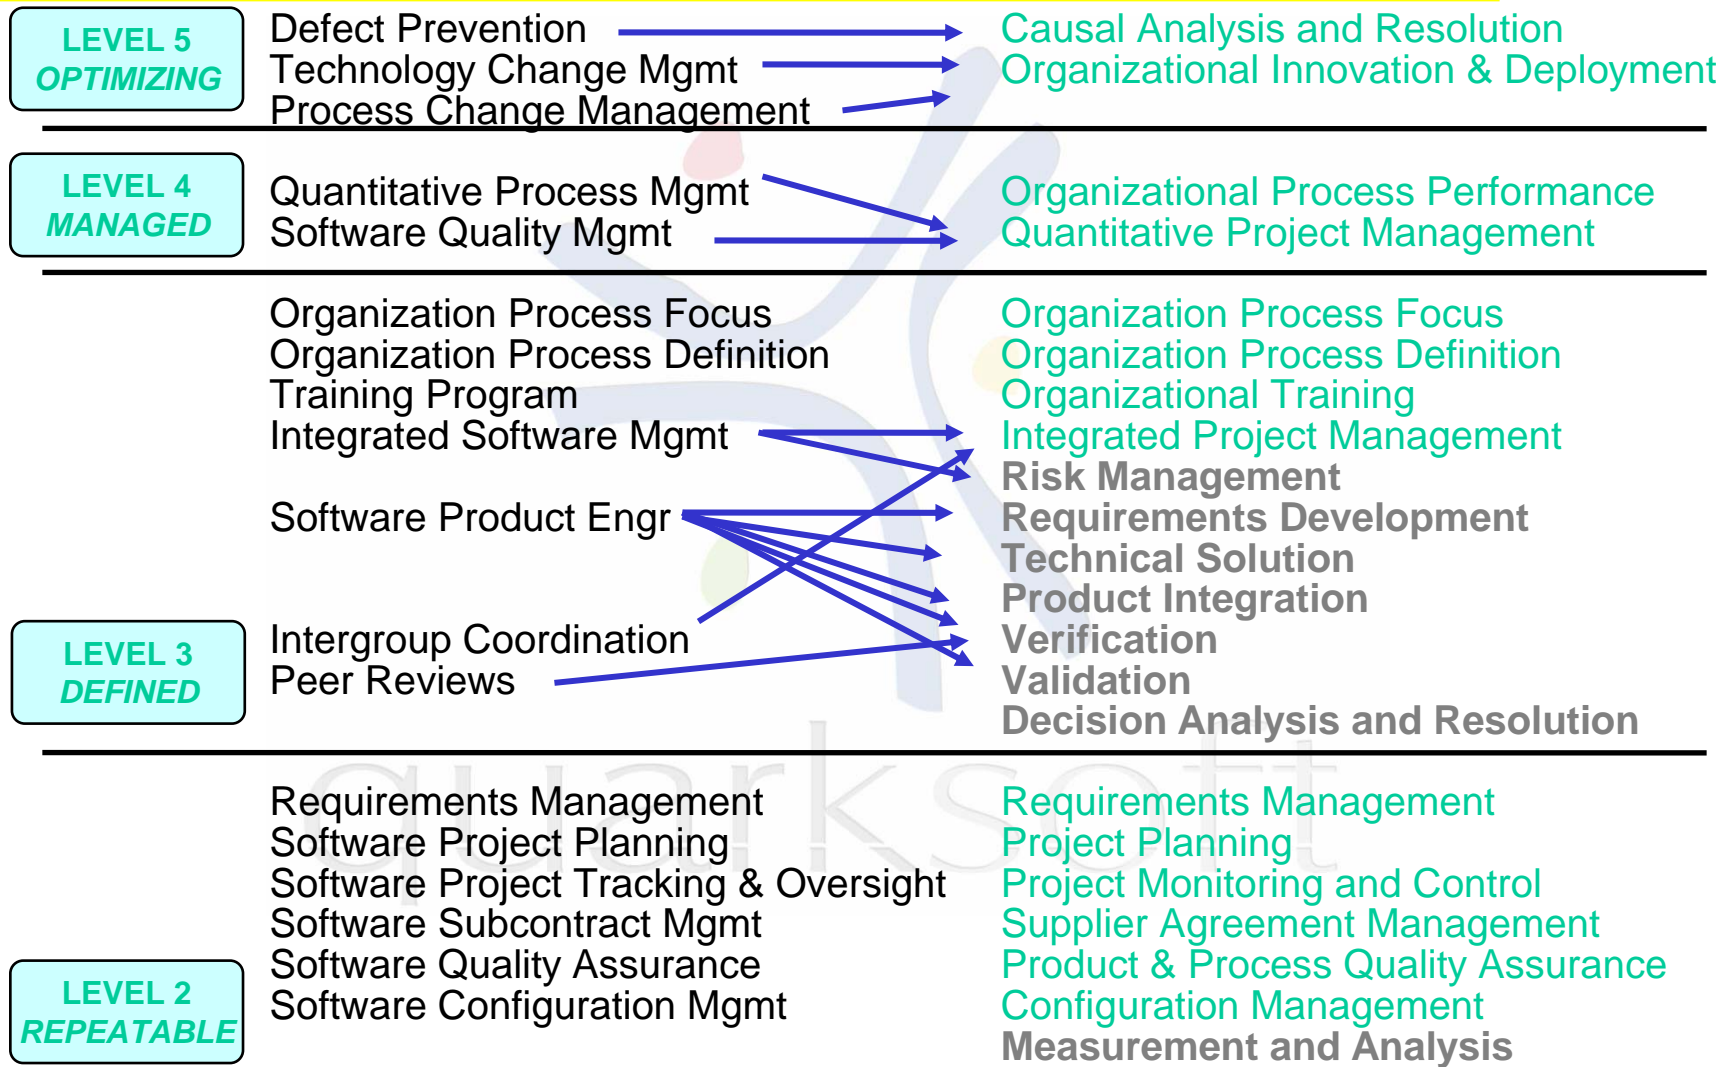 LEVEL 5
OPTIMIZING
Defect Prevention
Technology Change Mgmt
Process Change Management
Causal Analysis and Resolution
Organizational Innovation & Deployment
LEVEL 4
MANAGED
Quantitative Process Mgmt
Software Quality Mgmt
Organizational Process Performance
Quantitative Project Management
LEVEL 3
DEFINED
Organization Process Focus
Organization Process Definition
Training Program
Integrated Software Mgmt
Software Product Engr
Intergroup Coordination
Peer Reviews
Organization Process Focus
Organization Process Definition
Organizational Training
Integrated Project Management
Risk Management
Requirements Development
Technical Solution
Product Integration
Verification
Validation
Decision Analysis and Resolution
quarksoft
LEVEL 2
REPEATABLE
Requirements Management
Software Project Planning
Software Project Tracking & Oversight
Software Subcontract Mgmt
Software Quality Assurance
Software Configuration Mgmt
Requirements Management
Project Planning
Project Monitoring and Control
Supplier Agreement Management
Product & Process Quality Assurance
Configuration Management
Measurement and Analysis